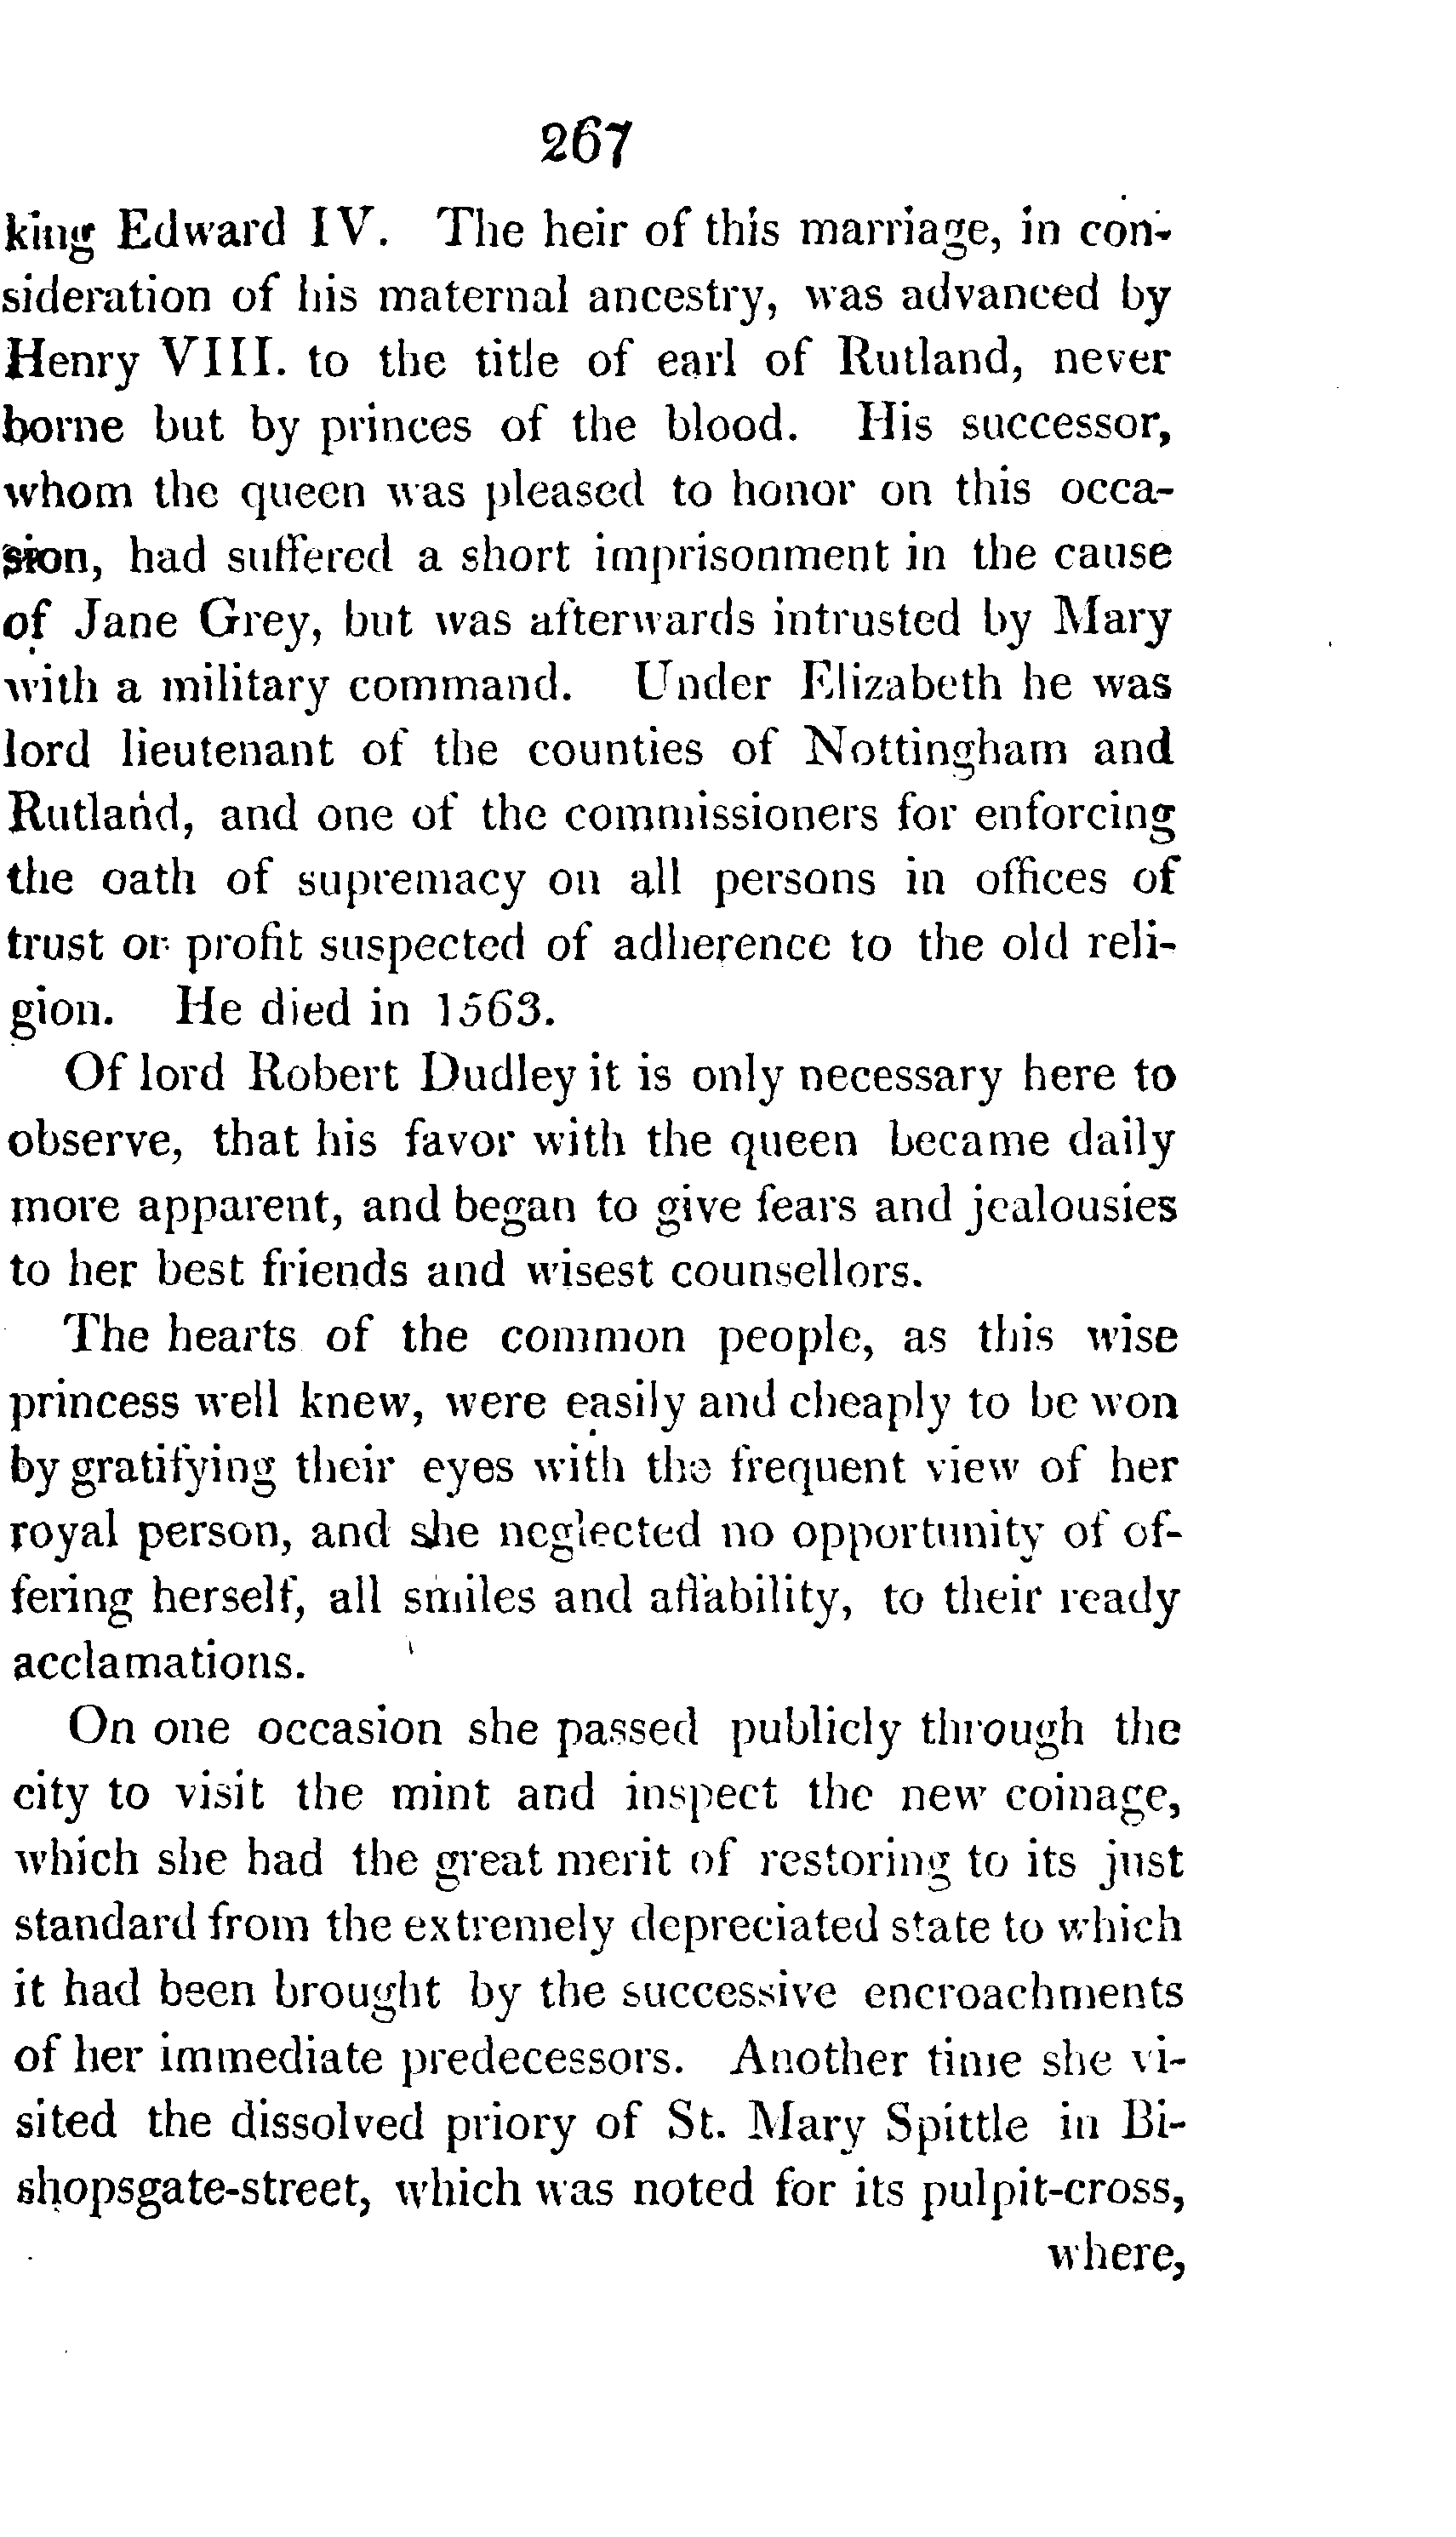 267
king Edward IV. The heir of this marriage, in con-
sideration of his maternal ancestry, was advanced by
Henry VIII. to the title of earl of Rutland, never
borne but by princes of the blood. His successor,
whom the queen was pleased to honor on this occa-
sion, had suffered a short imprisonment in the cause
of Jane Grey, but was afterwards intrusted by Mary
with a military command. Under Elizabeth he was
lord lieutenant of the counties of Nottingham and
Rutland, and one of the commissioners for enforcing
the oath of supremacy on all persons in offices of
trust or profit suspected of adherence to the old reli-
gion. He died in 1563.
Of lord Robert Dudley it is only necessary here to
observe, that his favor with the queen became daily
more apparent, and began to give fears and jealousies
to her best friends and wisest counsellors.
The hearts of the common people, as this wise
princess well knew, were easily and cheaply to be won
by gratifying their eyes with the frequent view of her
royal person, and she neglected no opportunity of of-
fering herself, all smiles and affability, to their ready
acclamations.
On one occasion she passed publicly through the
city to visit the mint and inspect the new coinage,
which she had the great merit of restoring to its just
standard from the extremely depreciated state to which
it had been brought by the successive encroachments
of her immediate predecessors. Another time she vi-
sited the dissolved priory of St. Mary Spittle in Bi-
shopsgate-street, which was noted for its pulpit-cross,
where,